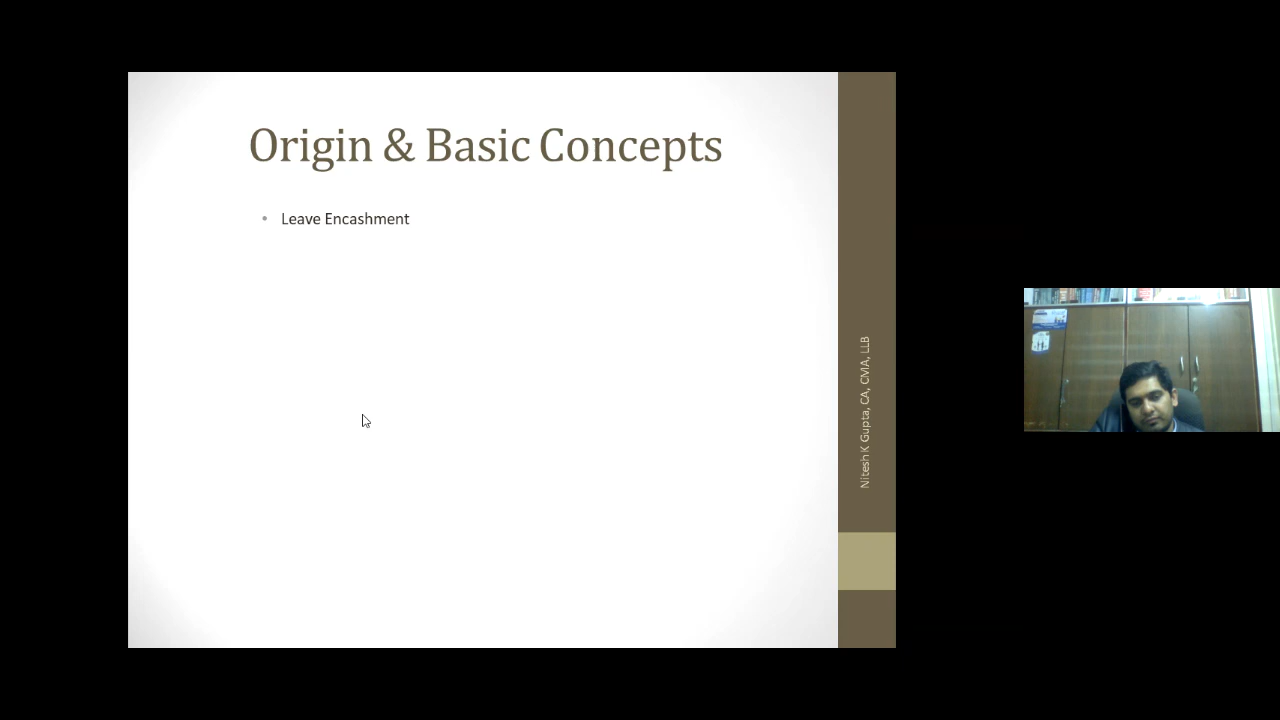 Origin & Basic Concepts
• Leave Encashment
Nitesh K Gupta, CA, CMA, LLB